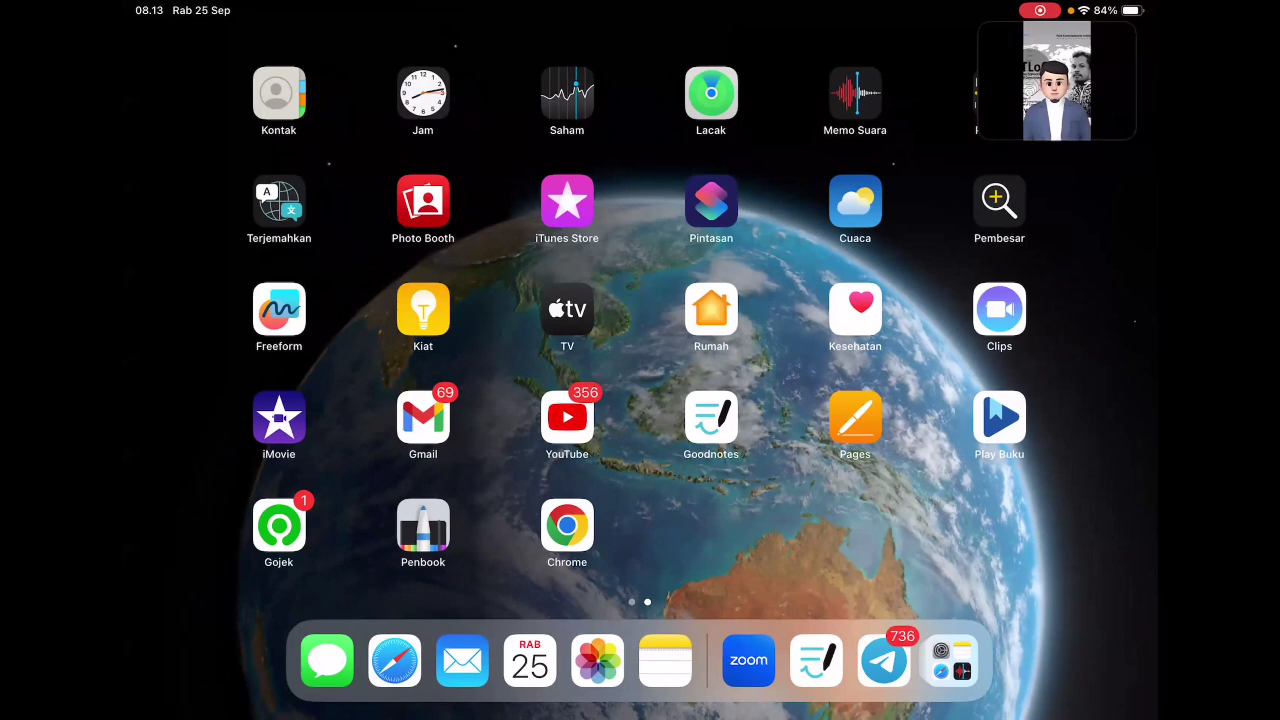 08.13 Rab 25 Sep
84%
Kontak
Jam
Saham
Lacak
Memo Suara
Terjemahkan
Photo Booth
iTunes Store
Pintasan
Cuaca
Pembesar
Freeform
Kiat
tv
TV
Rumah
Kesehatan
Clips
69
356
iMovie
Gmail
YouTube
Goodnotes
Pages
Play Buku
1
Gojek
Penbook
Chrome
RAB
25
zoom
736